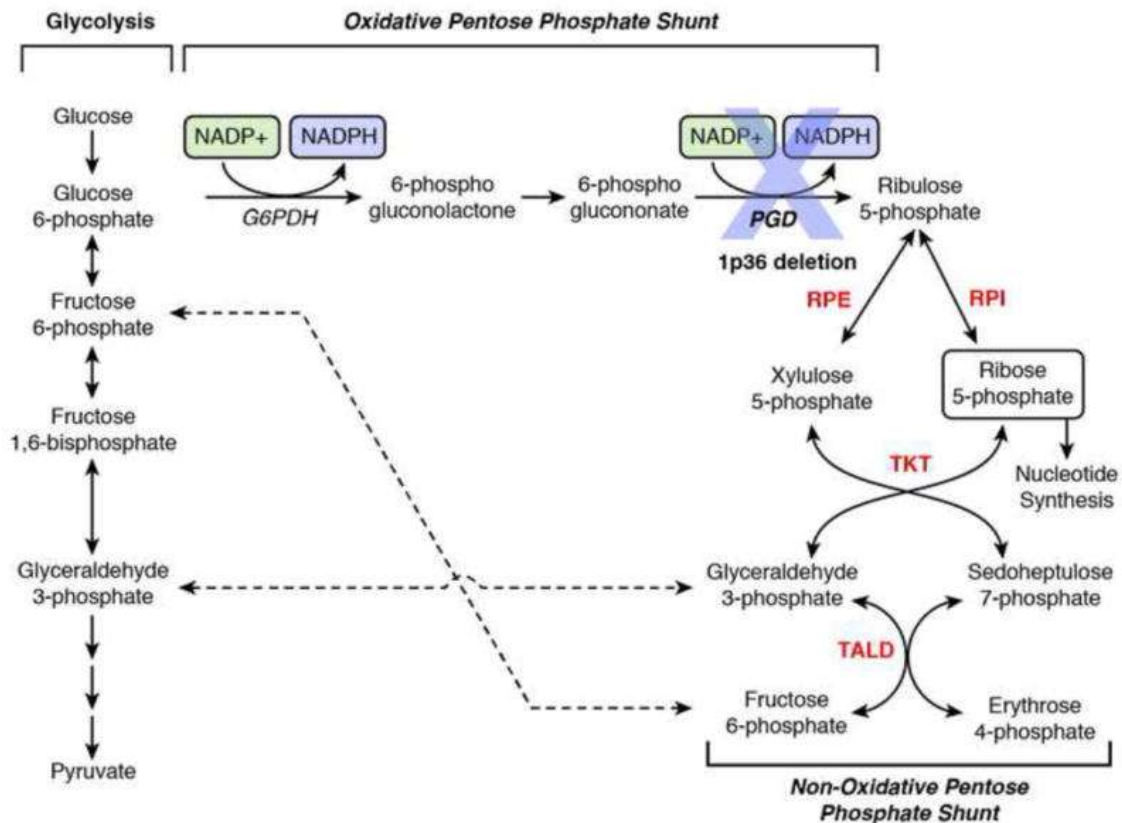 Glycolysis
Oxidative Pentose Phosphate Shunt
Glucose
NADP+
NADPH
NADP+
NADPH
Glucose
6-phosphate
G6PDH
6-phospho
gluconolactone
6-phospho
glucononate
PGD
Ribulose
5-phosphate
1p36 deletion
Fructose
6-phosphate
RPE
RPI
Xylulose
5-phosphate
Ribose
5-phosphate
Fructose
1,6-bisphosphate
TKT
Nucleotide
Synthesis
Glyceraldehyde
3-phosphate
Glyceraldehyde
3-phosphate
Sedoheptulose
7-phosphate
TALD
Fructose
6-phosphate
Erythrose
4-phosphate
Pyruvate
Non-Oxidative Pentose
Phosphate Shunt